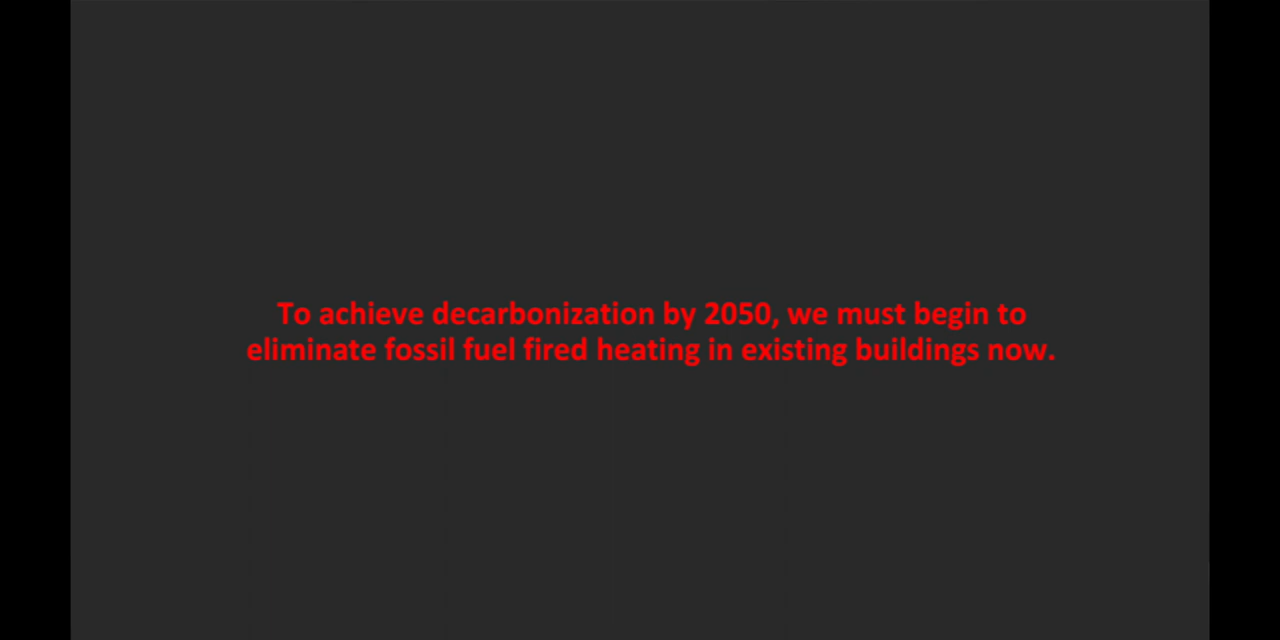 To achieve decarbonization by 2050, we must begin to
eliminate fossil fuel fired heating in existing buildings now.